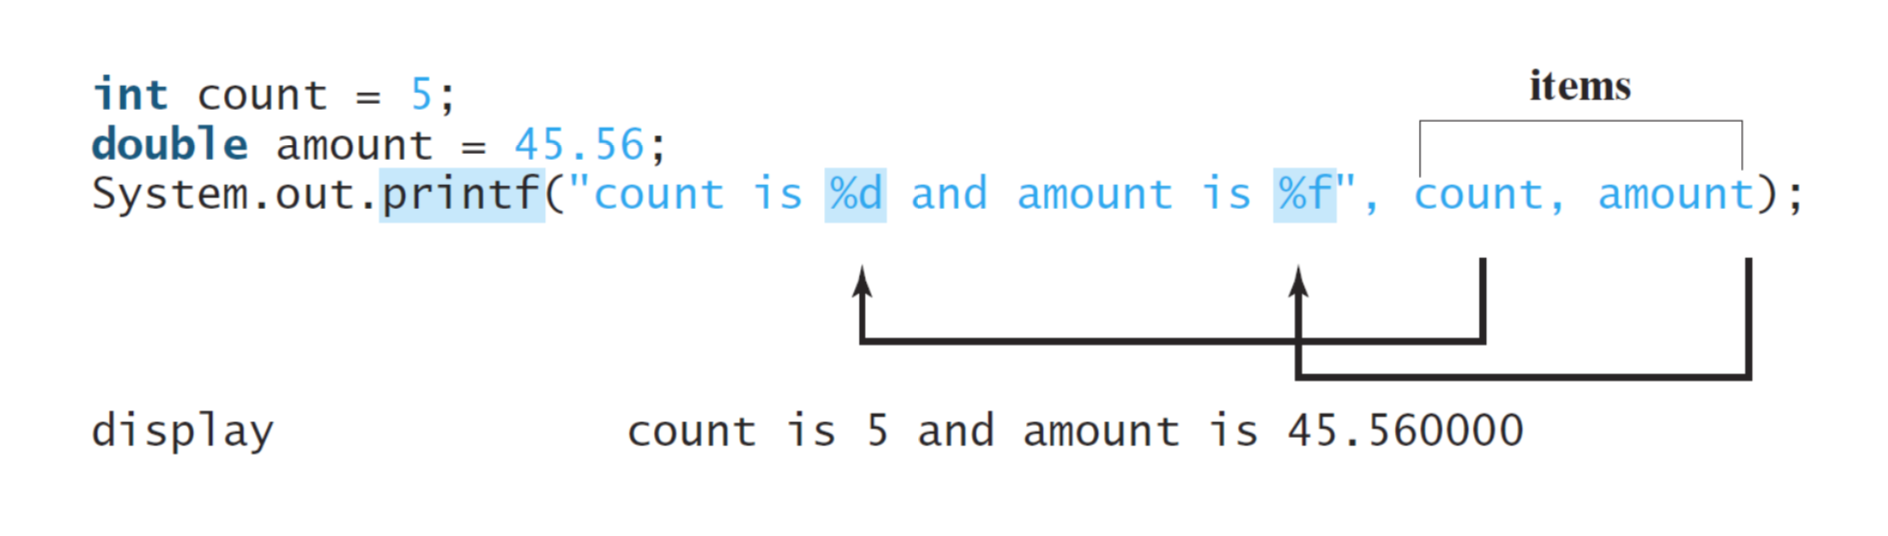 items
int count = 5;
double amount = 45.56;
System.out.printf("count is %d and amount is %f", count, amount);
display count is 5 and amount is 45.560000